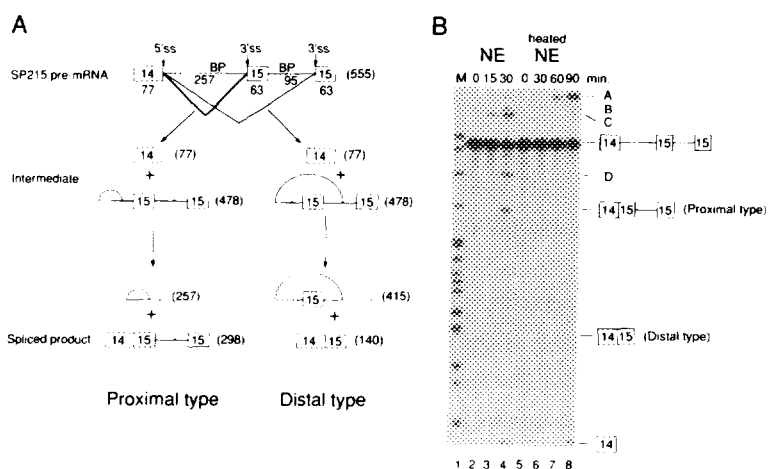 A
5'ss 3'ss 3'ss
BP BP
SP215 pre mRNA 14 257 15 95 15 (555)
77 63 63
14 (77) 14 (77)
+ +
Intermediate 15 15 (478) 15 15 (478)
(257) 15 (415)
+ +
Spliced product 14 15 15 (298) 14 15 (140)
Proximal type Distal type
B
heated
NE NE
M 0 15 30 0 30 60 90 min.
A
B
C
14 15 15
D
14 15 15 (Proximal type)
14 15 (Distal type)
14
1 2 3 4 5 6 7 8